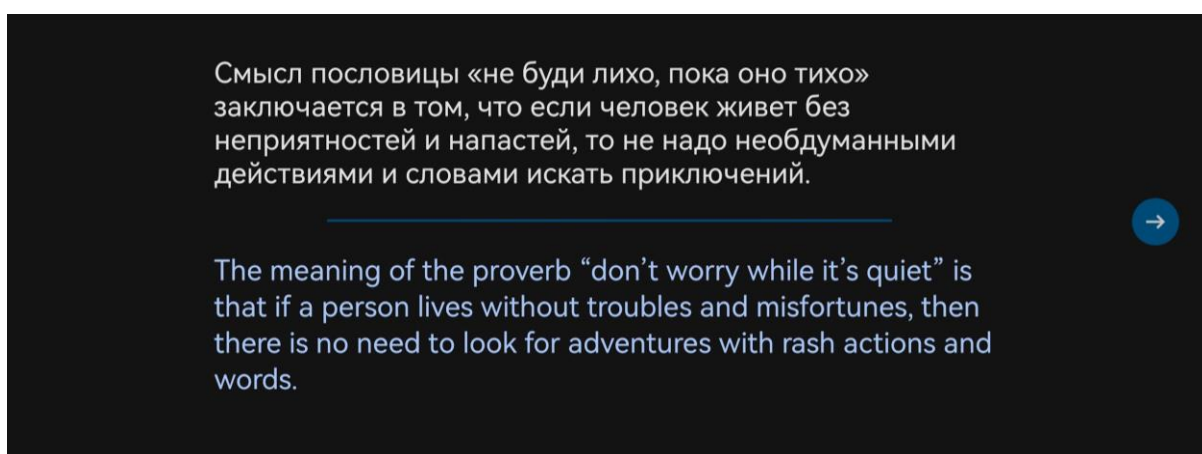 Смысл пословицы «не буди лихо, пока оно тихо»
заключается в том, что если человек живет без
неприятностей и напастей, то не надо необдуманными
действиями и словами искать приключений.
The meaning of the proverb “don’t worry while it’s quiet” is
that if a person lives without troubles and misfortunes, then
there is no need to look for adventures with rash actions and
words.